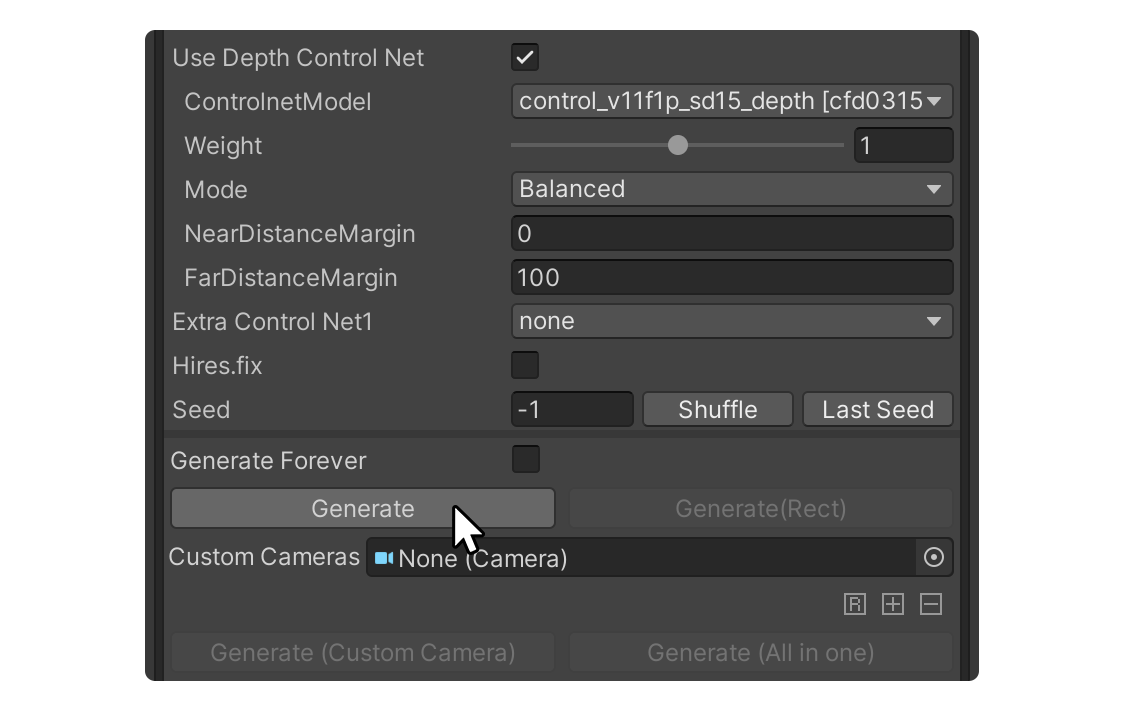 Use Depth Control Net
ControlnetModel control_v11f1p_sd15_depth [cfd0315
Weight 1
Mode Balanced
NearDistanceMargin 0
FarDistanceMargin 100
Extra Control Net1 none
Hires.fix
Seed -1 Shuffle Last Seed
Generate Forever
Generate Generate(Rect)
Custom Cameras None (Camera)
R
Generate (Custom Camera) Generate (All in one)